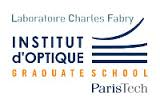 Laboratoire Charles Fabry
INSTITUT
d'OPTIQUE
GRADUATE SCHOOL
ParisTech